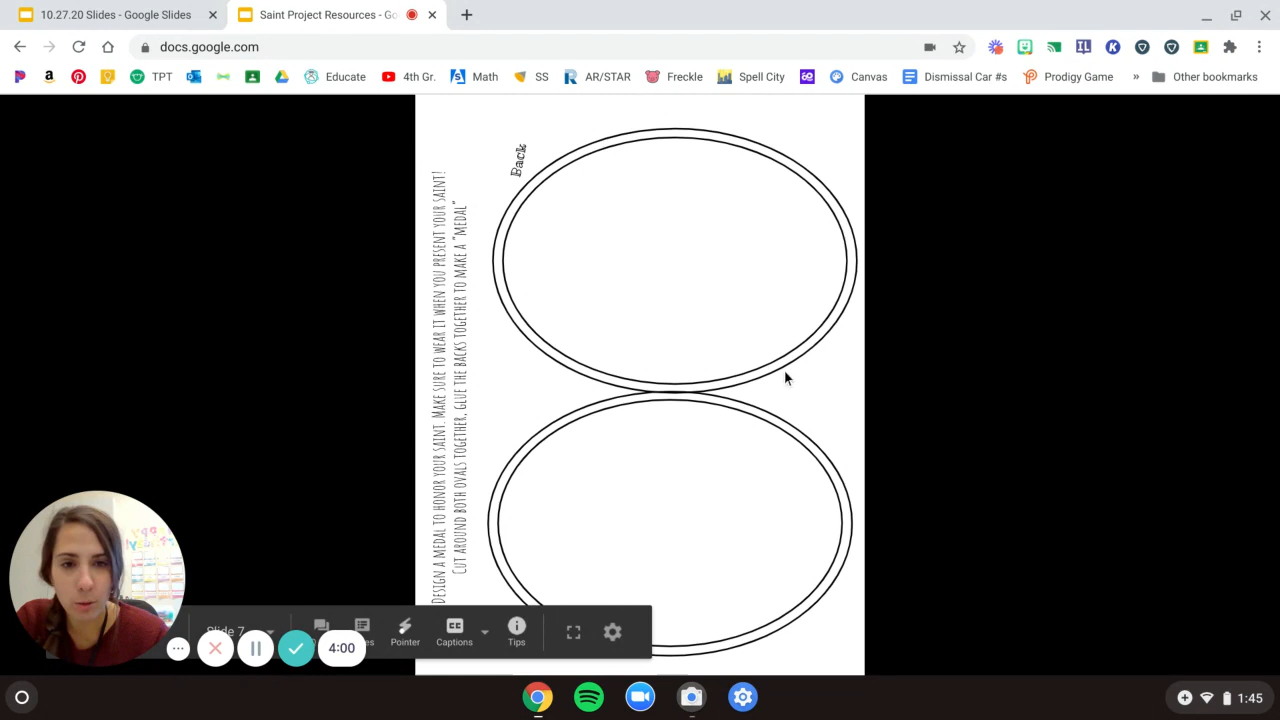 10.27.20 Slides - Google Slides
Saint Project Resources - Go
docs.google.com
TPT
Educate
4th Gr.
Math
SS
AR/STAR
Freckle
Spell City
Canvas
Dismissal Car #s
Prodigy Game
»
Other bookmarks
Back
Design a medal to honor your saint. Make sure to wear it when you present your saint!
Cut around both ovals together, glue the backs together to make a "medal"
Slide 7
Pointer
Captions
Tips
4:00
1:45